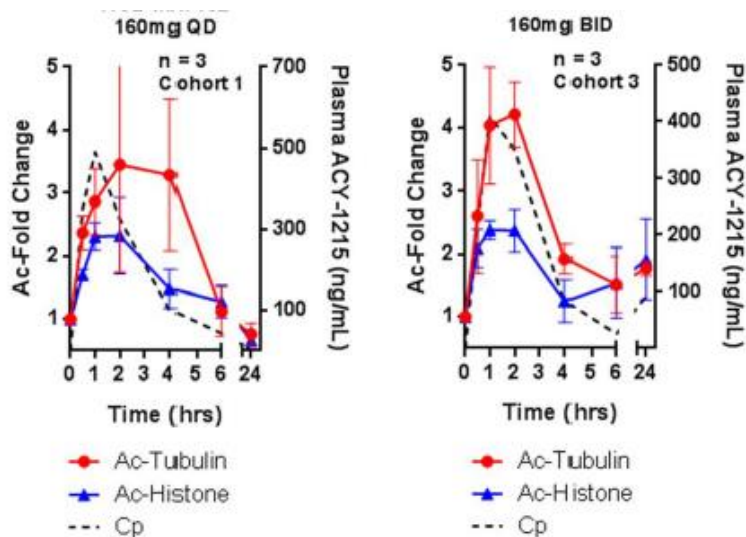 160mg QD
n = 3
Cohort 1
5
4
3
2
1
700
500
300
100
Ac-Fold Change
Plasma ACY-1215 (ng/mL)
0 1 2 3 4 5 6 24
Time (hrs)
Ac-Tubulin
Ac-Histone
Cp
160mg BID
n = 3
Cohort 3
5
4
3
2
1
500
400
300
200
100
Ac-Fold Change
Plasma ACY-1215 (ng/mL)
0 1 2 3 4 5 6 24
Time (hrs)
Ac-Tubulin
Ac-Histone
Cp